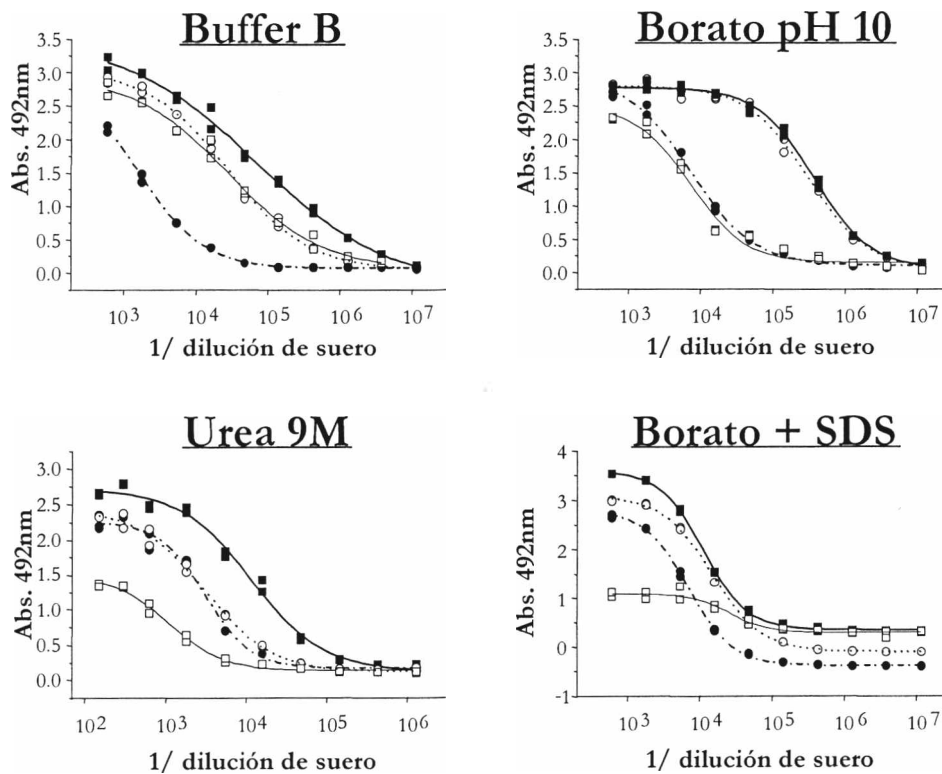 Buffer B
Abs. 492nm
3.5
3.0
2.5
2.0
1.5
1.0
0.5
0.0
10³ 10⁴ 10⁵ 10⁶ 10⁷
1/ dilución de suero
Borato pH 10
Abs. 492nm
3.5
3.0
2.5
2.0
1.5
1.0
0.5
0.0
10³ 10⁴ 10⁵ 10⁶ 10⁷
1/ dilución de suero
Urea 9M
Abs. 492nm
3.0
2.5
2.0
1.5
1.0
0.5
0.0
10² 10³ 10⁴ 10⁵ 10⁶
1/ dilución de suero
Borato + SDS
Abs. 492nm
4
3
2
1
0
-1
10³ 10⁴ 10⁵ 10⁶ 10⁷
1/ dilución de suero